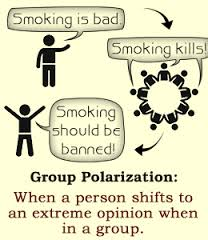 Smoking is bad.
Smoking kills!
Smoking
should be
banned!
Group Polarization:
When a person shifts to
an extreme opinion when
in a group.